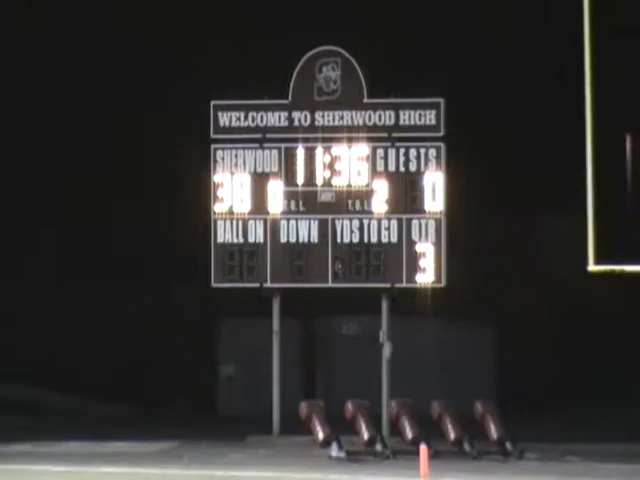 S
WELCOME TO SHERWOOD HIGH
SHERWOOD 11:36 GUESTS
38 0 T.O.L. T.O.L. 2 0
BALL ON DOWN YDS TO GO QTR
3